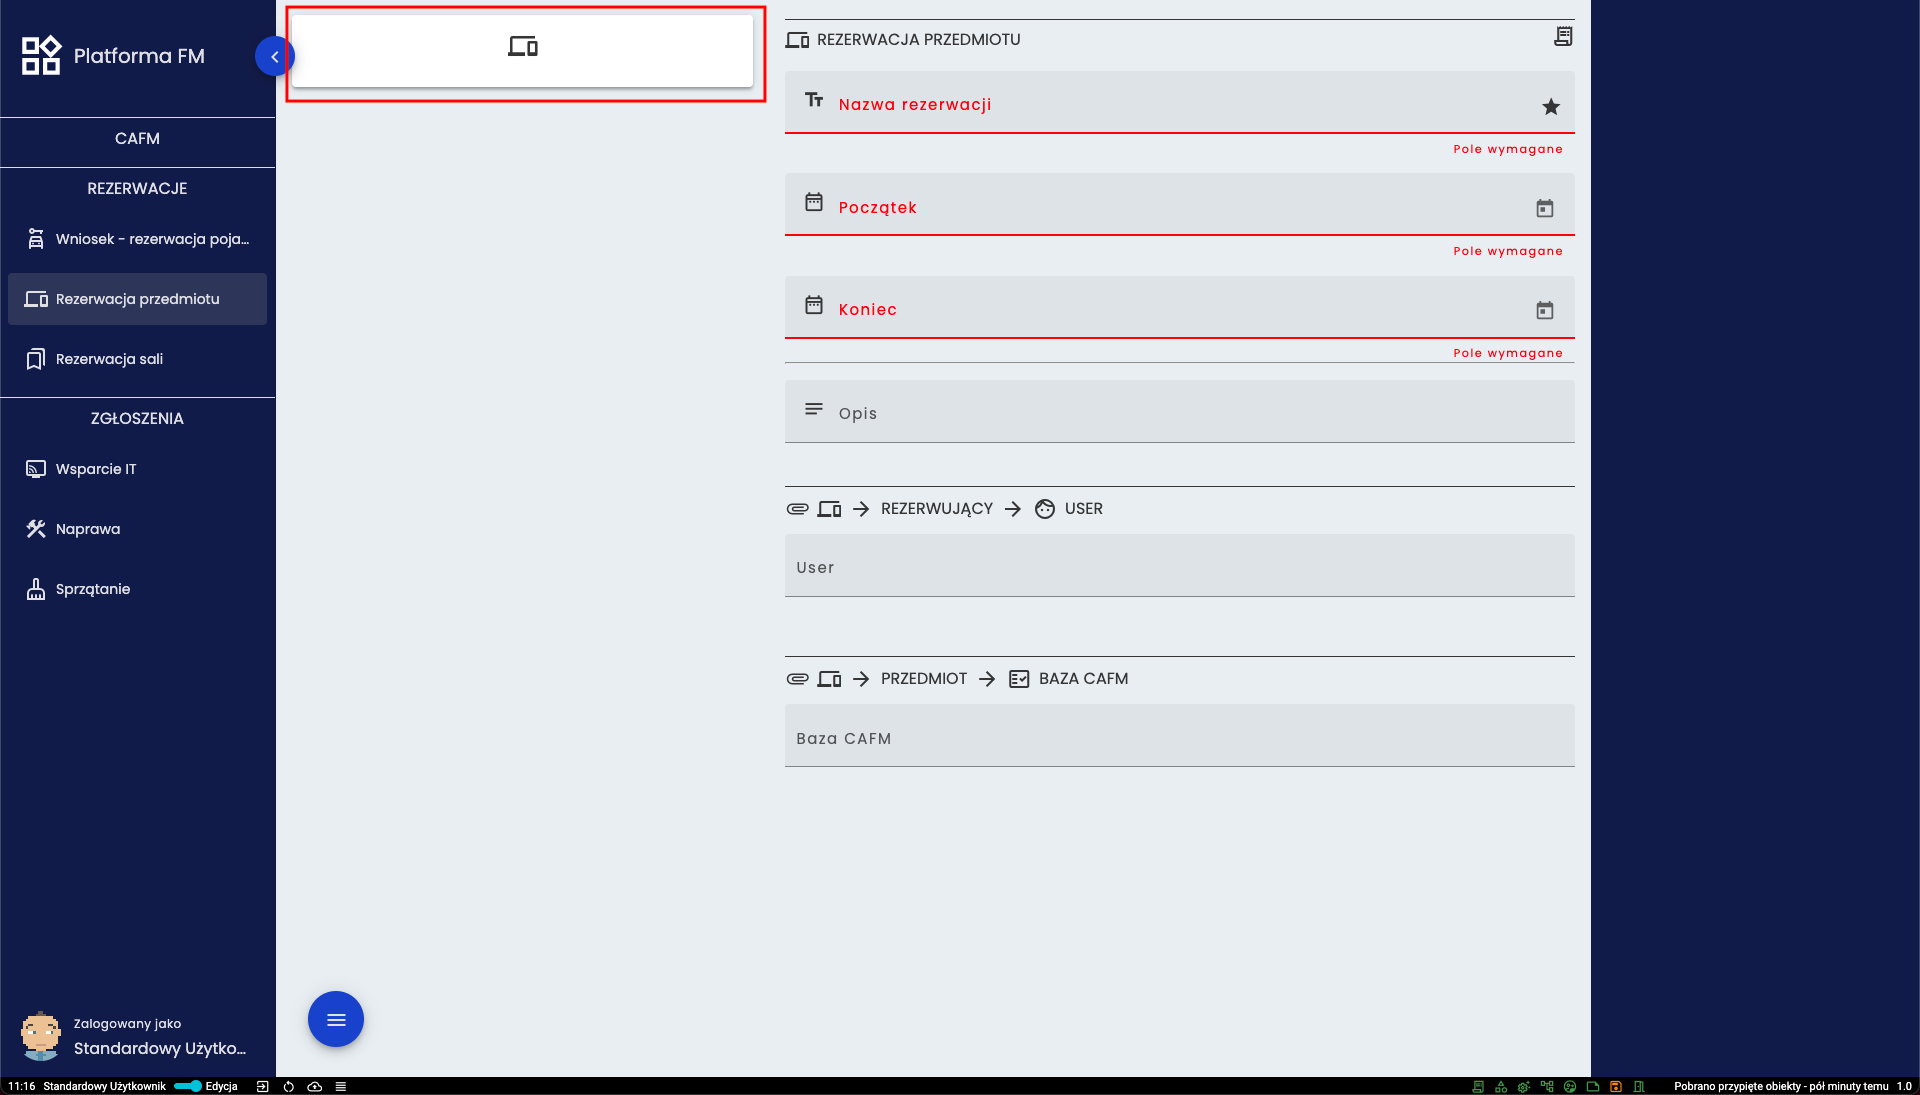 Platforma FM
CAFM
REZERWACJE
Wniosek - rezerwacja poja...
Rezerwacja przedmiotu
Rezerwacja sali
ZGŁOSZENIA
Wsparcie IT
Naprawa
Sprzątanie
Zalogowany jako
Standardowy Użytko...
REZERWACJA PRZEDMIOTU
Nazwa rezerwacji
Pole wymagane
Początek
Pole wymagane
Koniec
Pole wymagane
Opis
REZERWUJĄCY → USER
User
PRZEDMIOT → BAZA CAFM
Baza CAFM
11:16 Standardowy Użytkownik Edycja
Pobrano przypięte obiekty - pół minuty temu 1.0